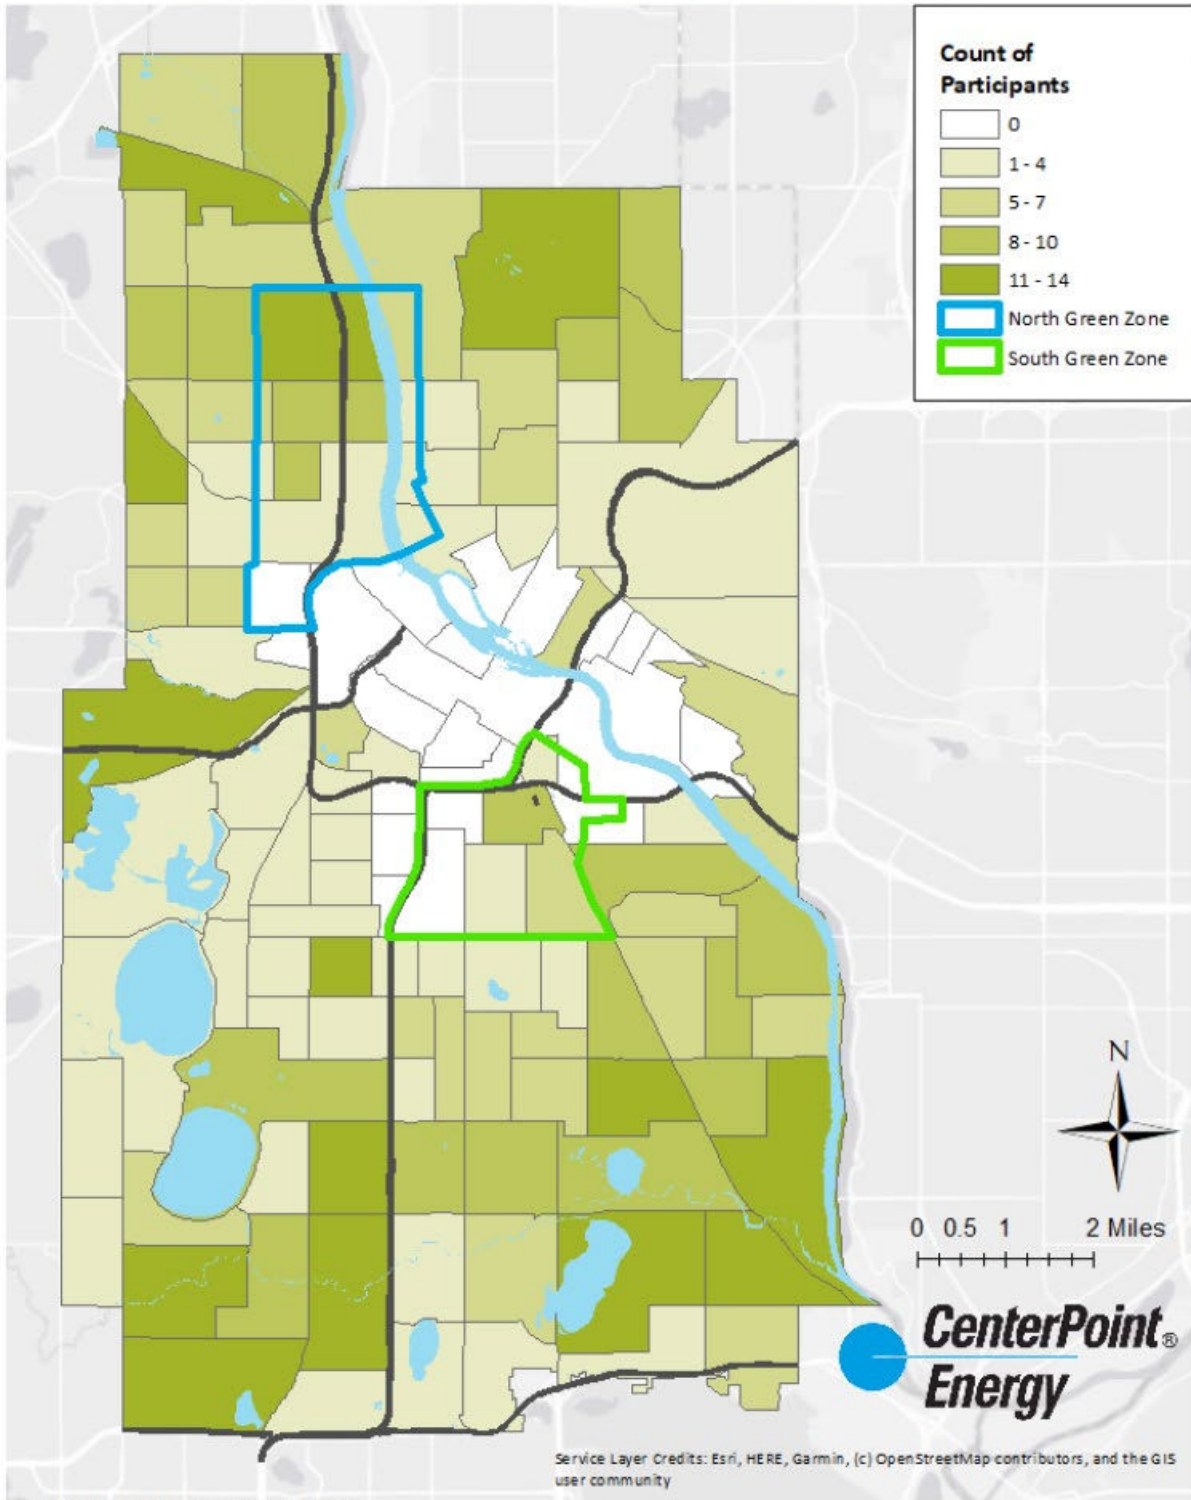 Count of
Participants
0
1 - 4
5 - 7
8 - 10
11 - 14
North Green Zone
South Green Zone
N
0 0.5 1 2 Miles
CenterPoint®
Energy
Service Layer Credits: Esri, HERE, Garmin, (c) OpenStreetMap contributors, and the GIS
user community